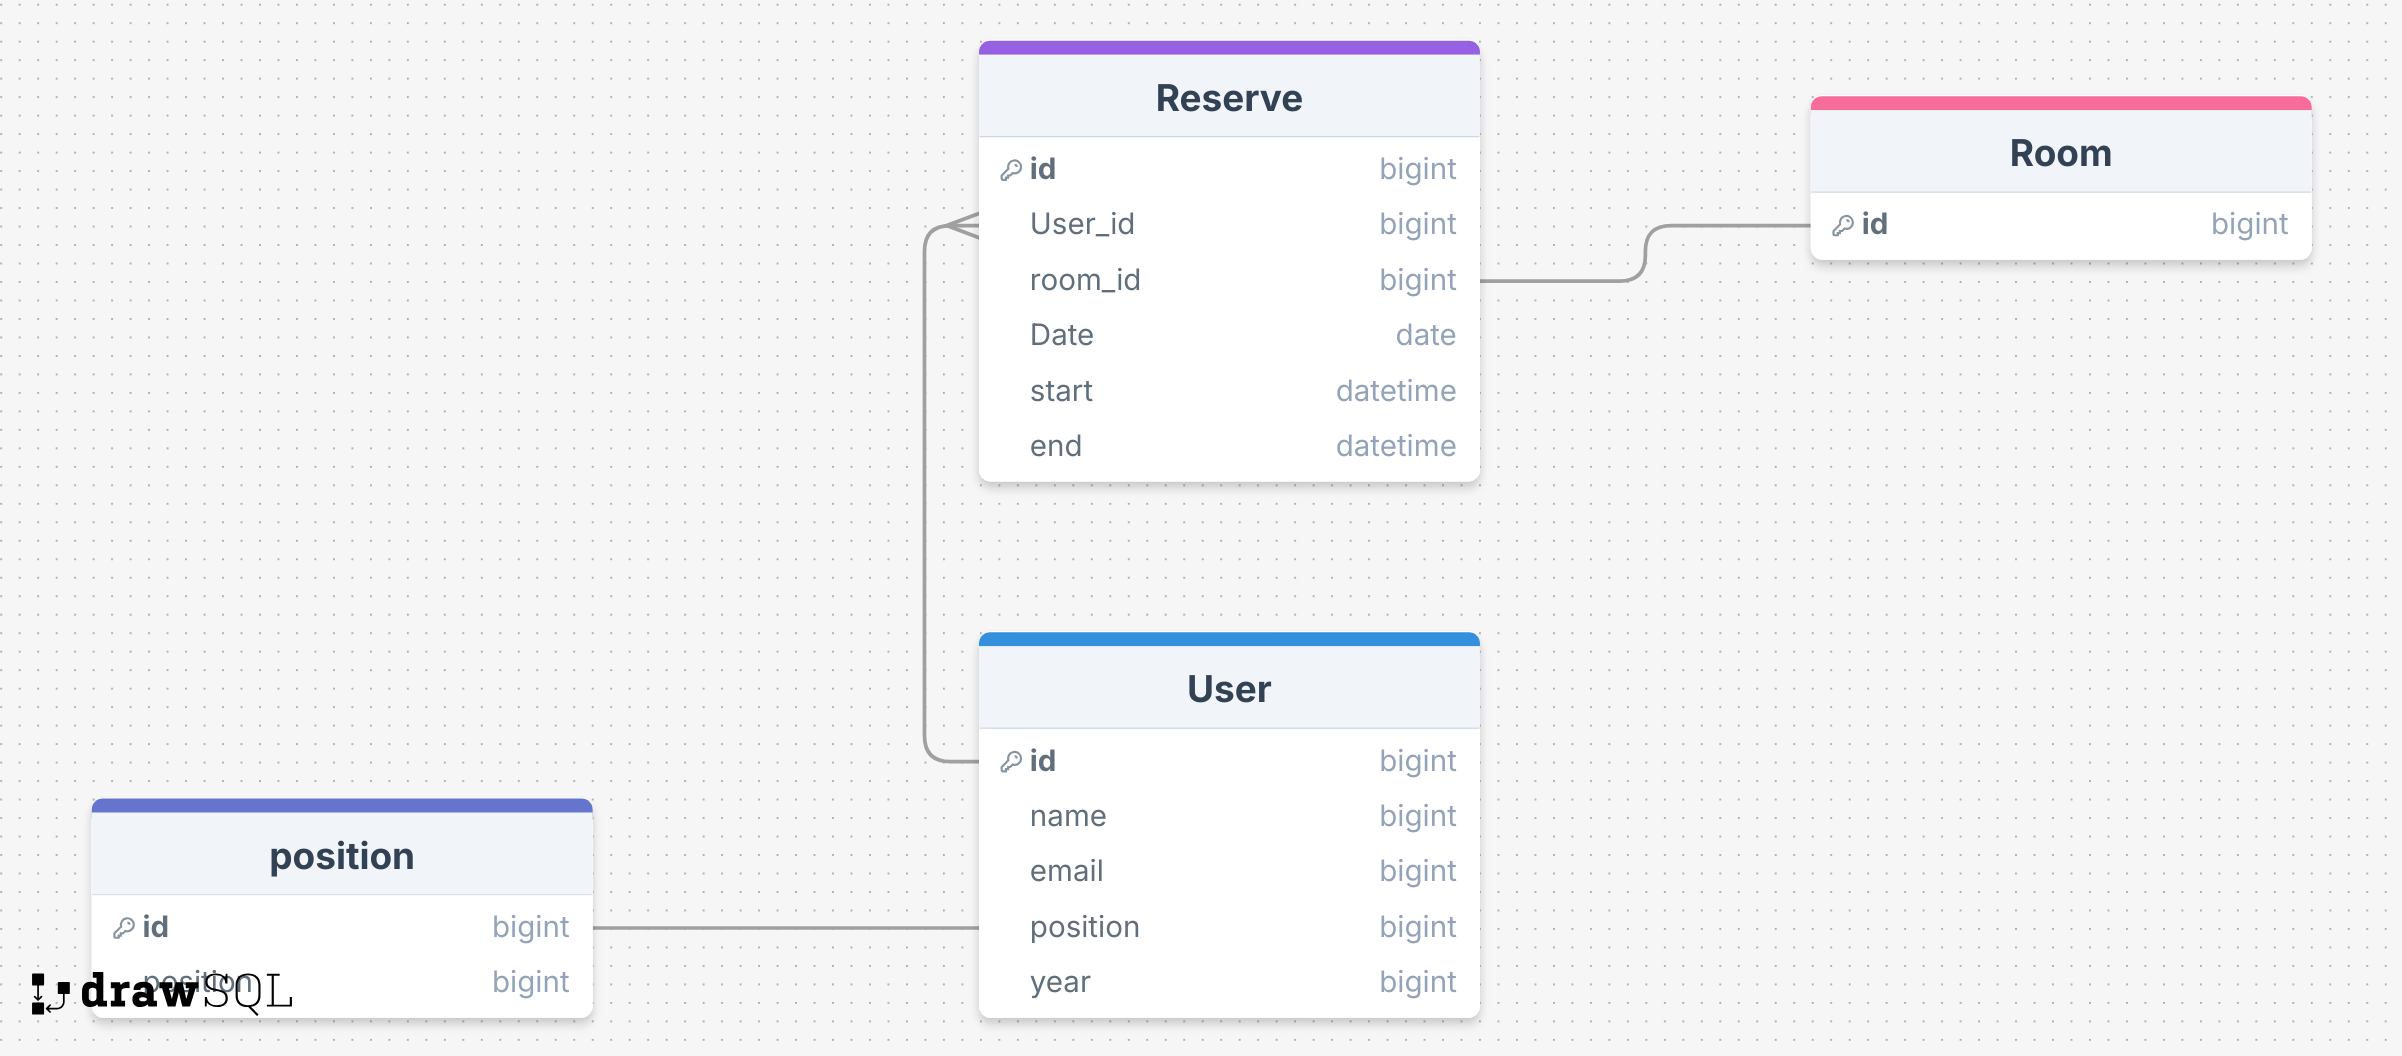 Reserve
id bigint
User_id bigint
room_id bigint
Date date
start datetime
end datetime
Room
id bigint
User
id bigint
name bigint
email bigint
position bigint
year bigint
position
id bigint
position bigint
drawSQL